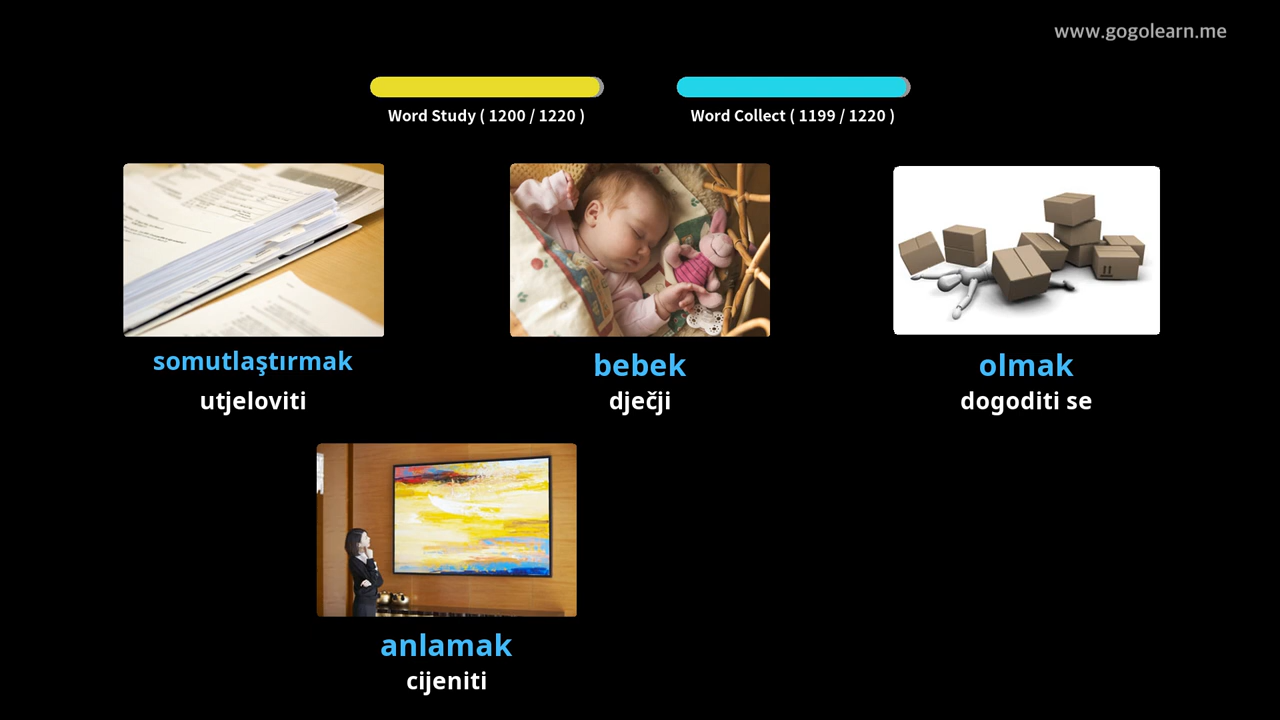 www.gogolearn.me
Word Study ( 1200 / 1220 )
Word Collect ( 1199 / 1220 )
somutlaştırmak
utjeloviti
bebek
dječji
olmak
dogoditi se
anlamak
cijeniti